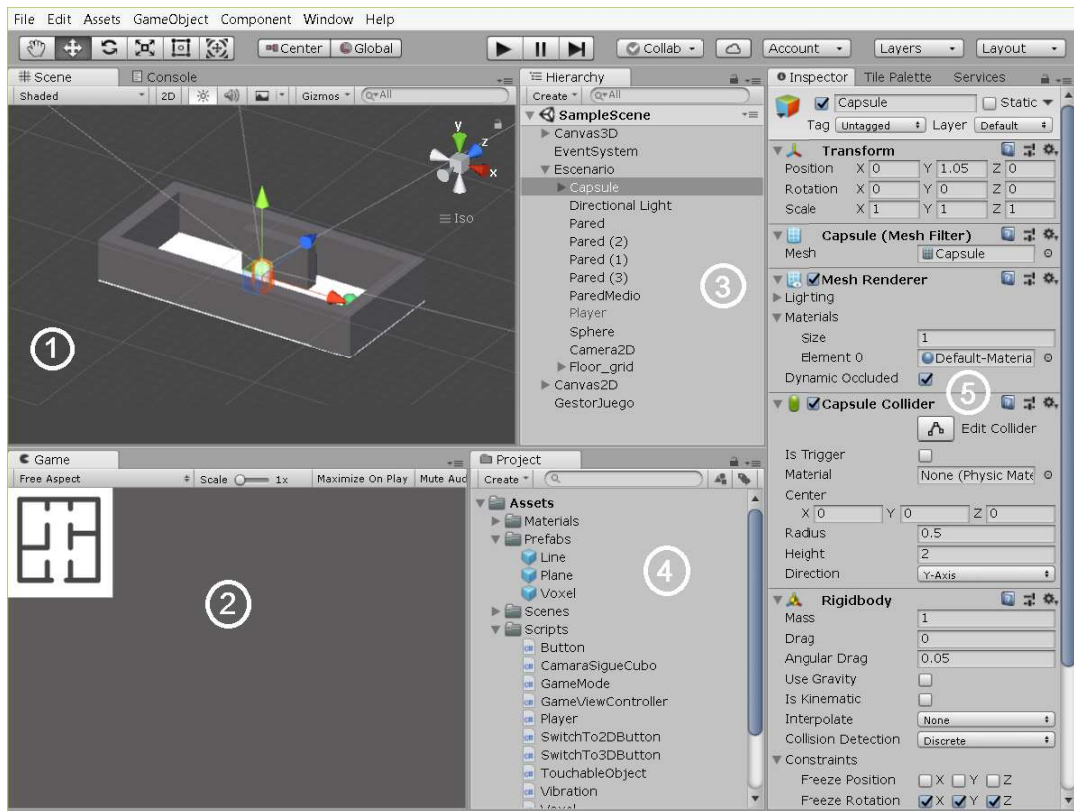 File Edit Assets GameObject Component Window Help
Center Global
Collab
Account
Layers
Layout
Scene
Console
Shaded
2D
Gizmos
All
y
z
x
Iso
1
Hierarchy
Create
All
SampleScene
Canvas3D
EventSystem
Escenario
Capsule
Directional Light
Pared
Pared (2)
Pared (1)
Pared (3)
ParedMedio
Player
Sphere
Camera2D
Floor_grid
Canvas2D
GestorJuego
3
Game
Free Aspect
Scale 1x
Maximize On Play
Mute Aud
2
Project
Create
Assets
Materials
Prefabs
Line
Plane
Voxel
Scenes
Scripts
Button
CamaraSigueCubo
GameMode
GameViewController
Player
SwitchTo2DButton
SwitchTo3DButton
TouchableObject
Vibration
4
Inspector
Tile Palette
Services
Capsule
Static
Tag Untagged Layer Default
Transform
Position X 0 Y 1.05 Z 0
Rotation X 0 Y 0 Z 0
Scale X 1 Y 1 Z 1
Capsule (Mesh Filter)
Mesh Capsule
Mesh Renderer
Lighting
Materials
Size 1
Element 0 Default-Materia
Dynamic Occluded
5
Capsule Collider
Edit Collider
Is Trigger
Material None (Physic Mate
Center
X 0 Y 0 Z 0
Radius 0.5
Height 2
Direction Y-Axis
Rigidbody
Mass 1
Drag 0
Angular Drag 0.05
Use Gravity
Is Kinematic
Interpolate None
Collision Detection Discrete
Constraints
Freeze Position X Y Z
Freeze Rotation X Y Z